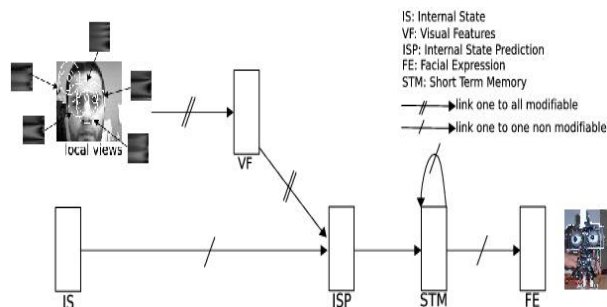 IS: Internal State
VF: Visual Features
ISP: Internal State Prediction
FE: Facial Expression
STM: Short Term Memory
link one to all modifiable
link one to one non modifiable
local views
VF
IS
ISP
STM
FE